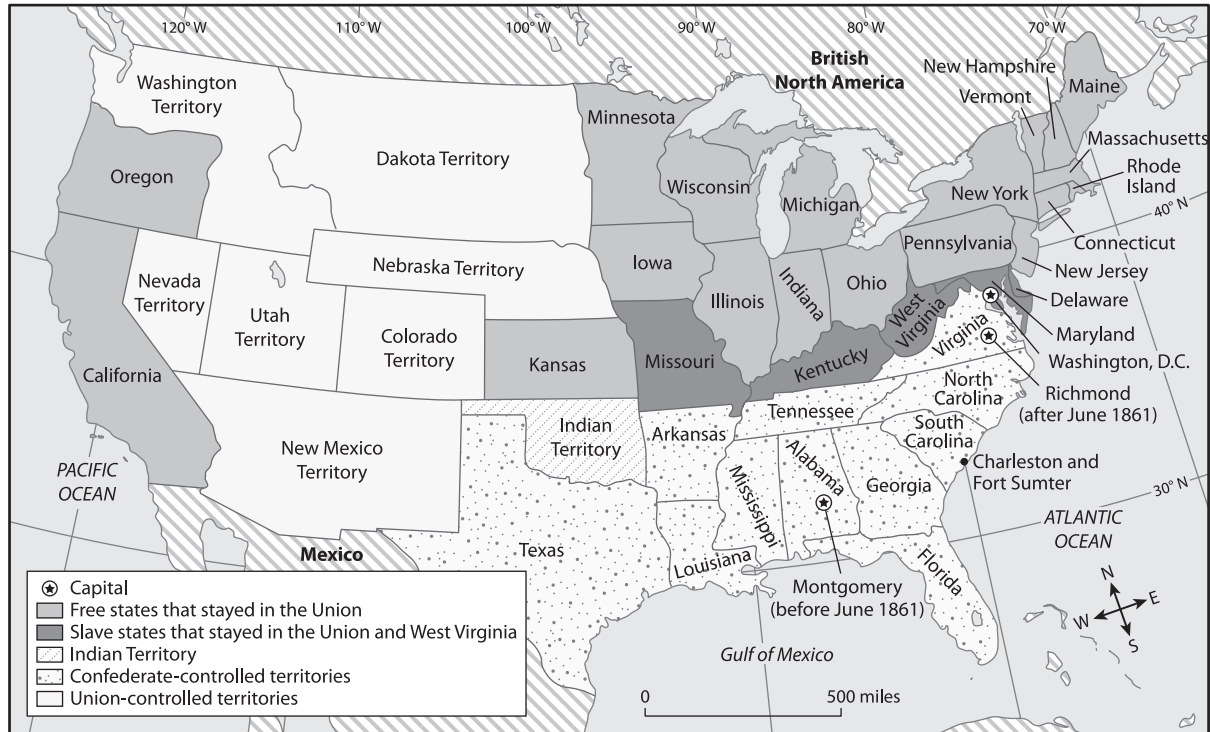 120°W
100°W
90°W
80°W
70°W
British
North America
New Hampshire
Vermont
Maine
Washington
Territory
Minnesota
Massachusetts
Dakota Territory
Rhode
Island
Oregon
Wisconsin
Michigan
New York
40° N
Connecticut
Pennsylvania
Nebraska Territory
Iowa
New Jersey
Nevada
Territory
Ohio
Indiana
Illinois
Delaware
Utah
Territory
West
Virginia
Virginia
Maryland
Colorado
Territory
Kansas
Missouri
Kentucky
Washington, D.C.
California
North
Carolina
Richmond
(after June 1861)
Tennessee
Indian
Territory
Arkansas
South
Carolina
New Mexico
Territory
Alabama
Mississippi
Georgia
Charleston and
Fort Sumter
PACIFIC
OCEAN
30° N
ATLANTIC
OCEAN
Mexico
Texas
Louisiana
Florida
Montgomery
(before June 1861)
N
E
W
S
Gulf of Mexico
0
500 miles
Capital
Free states that stayed in the Union
Slave states that stayed in the Union and West Virginia
Indian Territory
Confederate-controlled territories
Union-controlled territories